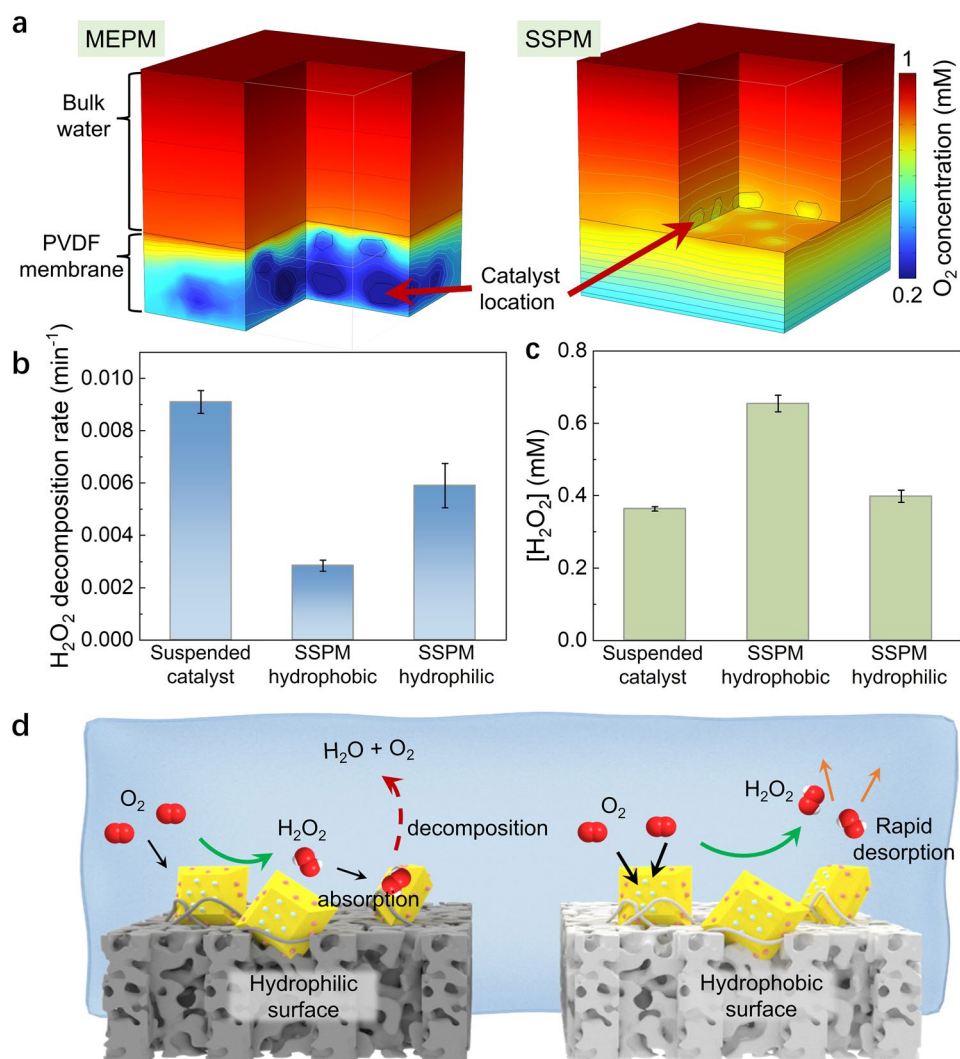 a
MEPM
SSPM
Bulk
water
PVDF
membrane
Catalyst
location
1
0.2
O₂ concentration (mM)
b
H₂O₂ decomposition rate (min⁻¹)
0.010
0.008
0.006
0.004
0.002
0.000
Suspended
catalyst
SSPM
hydrophobic
SSPM
hydrophilic
c
[H₂O₂] (mM)
0.8
0.6
0.4
0.2
0.0
Suspended
catalyst
SSPM
hydrophobic
SSPM
hydrophilic
d
H₂O + O₂
O₂
H₂O₂
decomposition
absorption
Hydrophilic
surface
O₂
H₂O₂
Rapid
desorption
Hydrophobic
surface